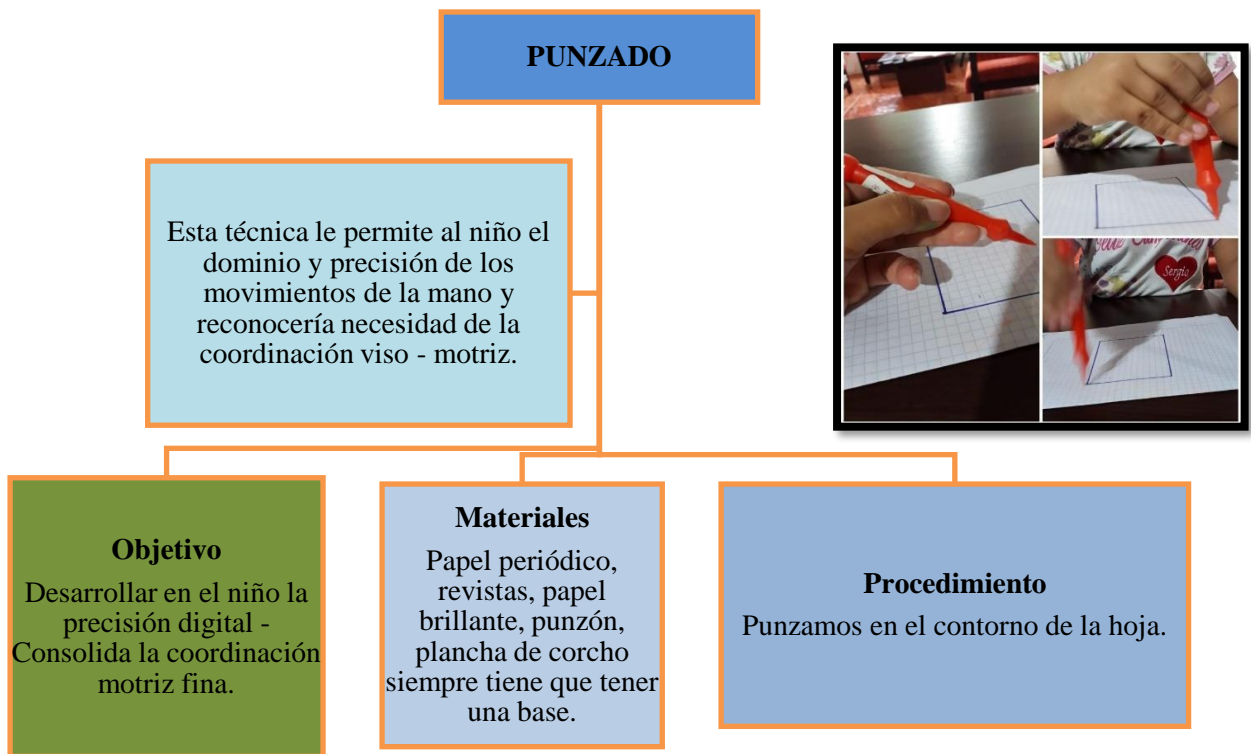 PUNZADO
Esta técnica le permite al niño el
dominio y precisión de los
movimientos de la mano y
reconocería necesidad de la
coordinación viso - motriz.
Sergio
Objetivo
Desarrollar en el niño la
precisión digital -
Consolida la coordinación
motriz fina.
Materiales
Papel periódico,
revistas, papel
brillante, punzón,
plancha de corcho
siempre tiene que tener
una base.
Procedimiento
Punzamos en el contorno de la hoja.